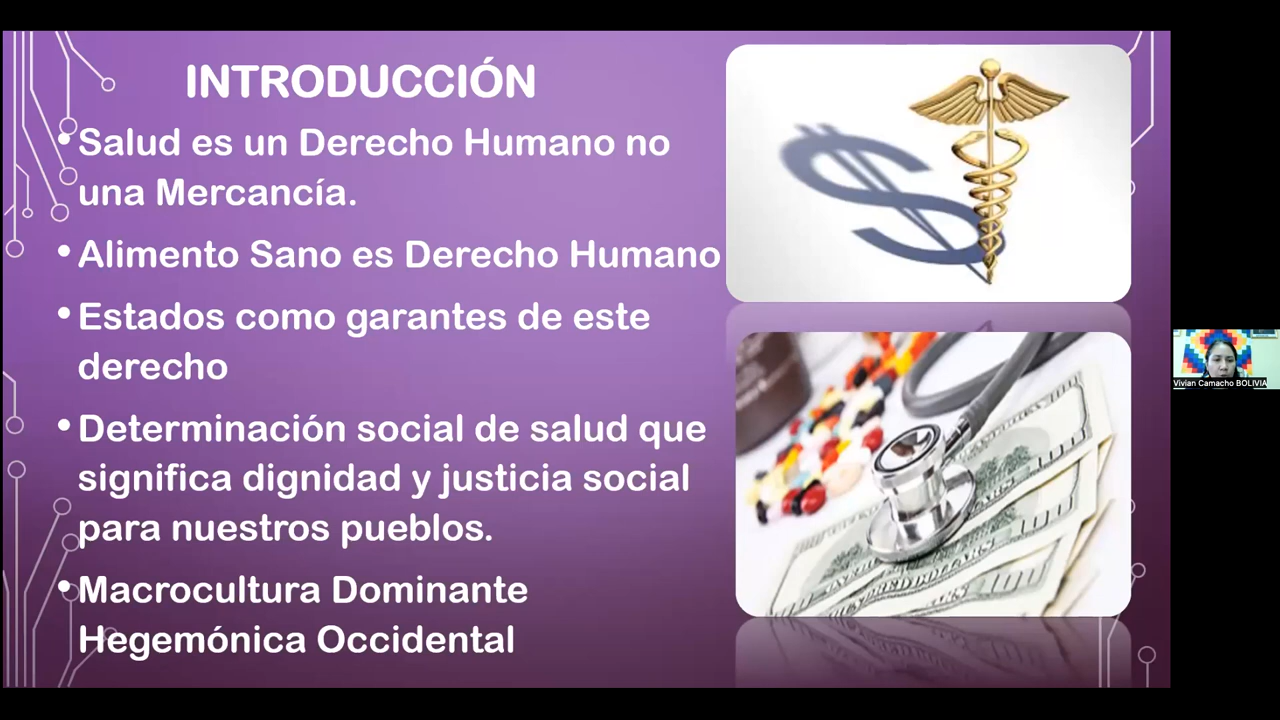 INTRODUCCIÓN
• Salud es un Derecho Humano no
una Mercancía.
• Alimento Sano es Derecho Humano
• Estados como garantes de este
derecho
• Determinación social de salud que
significa dignidad y justicia social
para nuestros pueblos.
• Macrocultura Dominante
Hegemónica Occidental
$
Vivian Camacho BOLIVIA